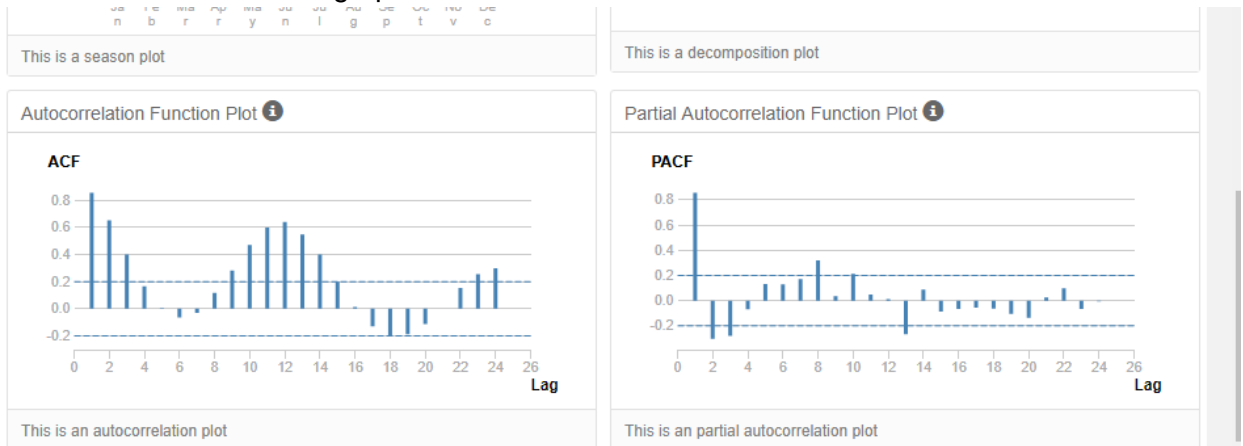 n b r r y n l g p t v c
This is a season plot
This is a decomposition plot
Autocorrelation Function Plot
ACF
0.8
0.6
0.4
0.2
0.0
-0.2
0 2 4 6 8 10 12 14 16 18 20 22 24 26
Lag
This is an autocorrelation plot
Partial Autocorrelation Function Plot
PACF
0.8
0.6
0.4
0.2
0.0
-0.2
0 2 4 6 8 10 12 14 16 18 20 22 24 26
Lag
This is an partial autocorrelation plot